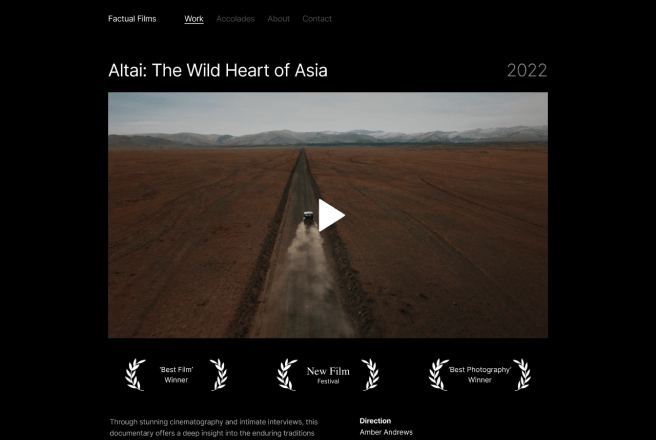 Factual Films Work Accolades About Contact
Altai: The Wild Heart of Asia 2022
'Best Film' Winner
New Film Festival
'Best Photography' Winner
Through stunning cinematography and intimate interviews, this
documentary offers a deep insight into the enduring traditions
Direction
Amber Andrews